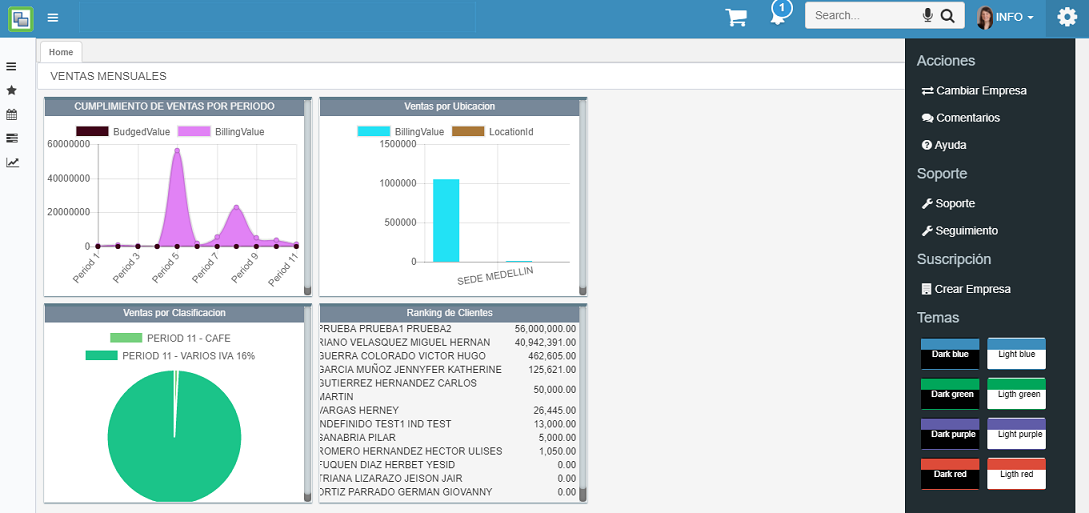 1
Search...
INFO
Home
VENTAS MENSUALES
CUMPLIMIENTO DE VENTAS POR PERIODO
BudgedValue BillingValue
60000000
40000000
20000000
0
Period 1 Period 3 Period 5 Period 7 Period 9 Period 11
Ventas por Ubicacion
BillingValue LocationId
1500000
1000000
500000
0
SEDE MEDELLIN
Ventas por Clasificacion
PERIOD 11 - CAFE
PERIOD 11 - VARIOS IVA 16%
Ranking de Clientes
PRUEBA PRUEBA1 PRUEBA2 56,000,000.00
RIANO VELASQUEZ MIGUEL HERNAN 40,942,391.00
GUERRA COLORADO VICTOR HUGO 462,605.00
GARCIA MUÑOZ JENNYFER KATHERINE 125,621.00
GUTIERREZ HERNANDEZ CARLOS
MARTIN 50,000.00
VARGAS HERNEY 26,445.00
INDEFINIDO TEST1 IND TEST 13,000.00
SANABRIA PILAR 5,000.00
ROMERO HERNANDEZ HECTOR ULISES 1,050.00
FUQUEN DIAZ HERBET YESID 0.00
TRIANA LIZARAZO JEISON JAIR 0.00
ORTIZ PARRADO GERMAN GIOVANNY 0.00
Acciones
Cambiar Empresa
Comentarios
Ayuda
Soporte
Soporte
Seguimiento
Suscripción
Crear Empresa
Temas
Dark blue Light blue
Dark green Ligth green
Dark purple Light purple
Dark red Ligth red